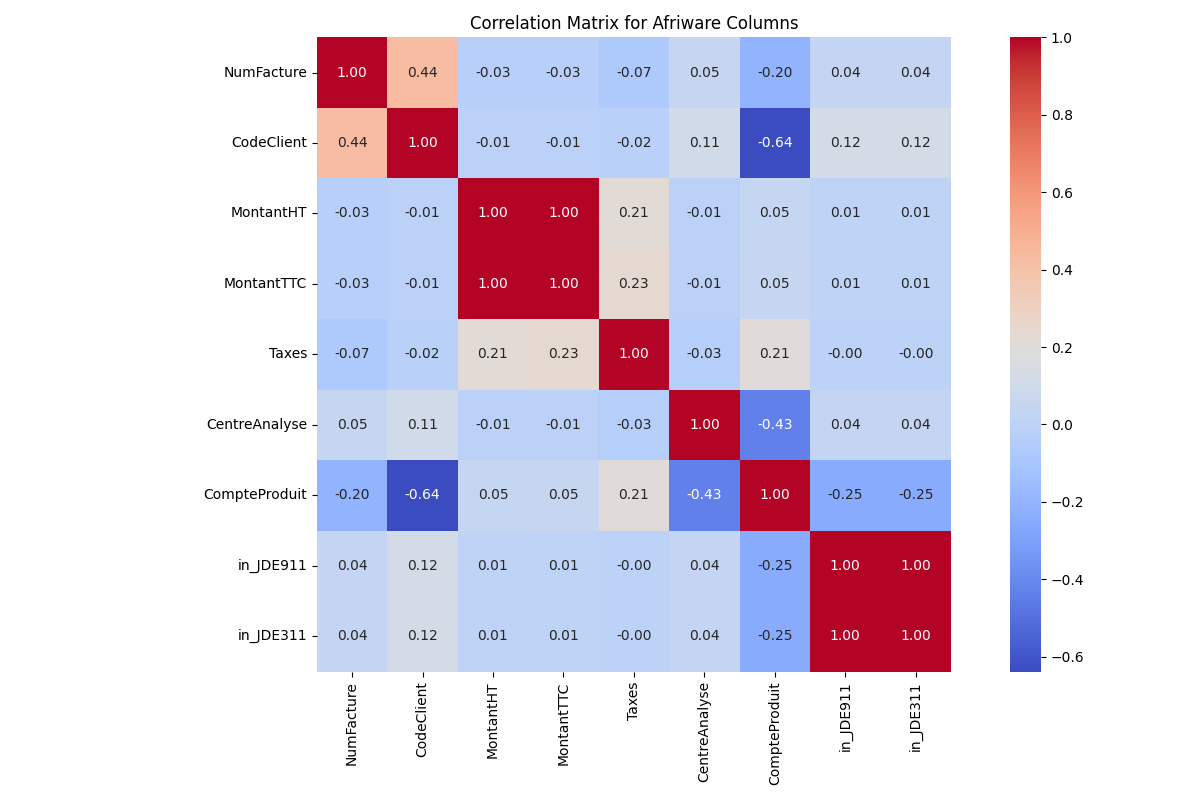 Correlation Matrix for Afriware Columns
NumFacture 1.00 0.44 -0.03 -0.03 -0.07 0.05 -0.20 0.04 0.04
CodeClient 0.44 1.00 -0.01 -0.01 -0.02 0.11 -0.64 0.12 0.12
MontantHT -0.03 -0.01 1.00 1.00 0.21 -0.01 0.05 0.01 0.01
MontantTTC -0.03 -0.01 1.00 1.00 0.23 -0.01 0.05 0.01 0.01
Taxes -0.07 -0.02 0.21 0.23 1.00 -0.03 0.21 -0.00 -0.00
CentreAnalyse 0.05 0.11 -0.01 -0.01 -0.03 1.00 -0.43 0.04 0.04
CompteProduit -0.20 -0.64 0.05 0.05 0.21 -0.43 1.00 -0.25 -0.25
in_JDE911 0.04 0.12 0.01 0.01 -0.00 0.04 -0.25 1.00 1.00
in_JDE311 0.04 0.12 0.01 0.01 -0.00 0.04 -0.25 1.00 1.00
NumFacture
CodeClient
MontantHT
MontantTTC
Taxes
CentreAnalyse
CompteProduit
in_JDE911
in_JDE311
1.0
0.8
0.6
0.4
0.2
0.0
−0.2
−0.4
−0.6